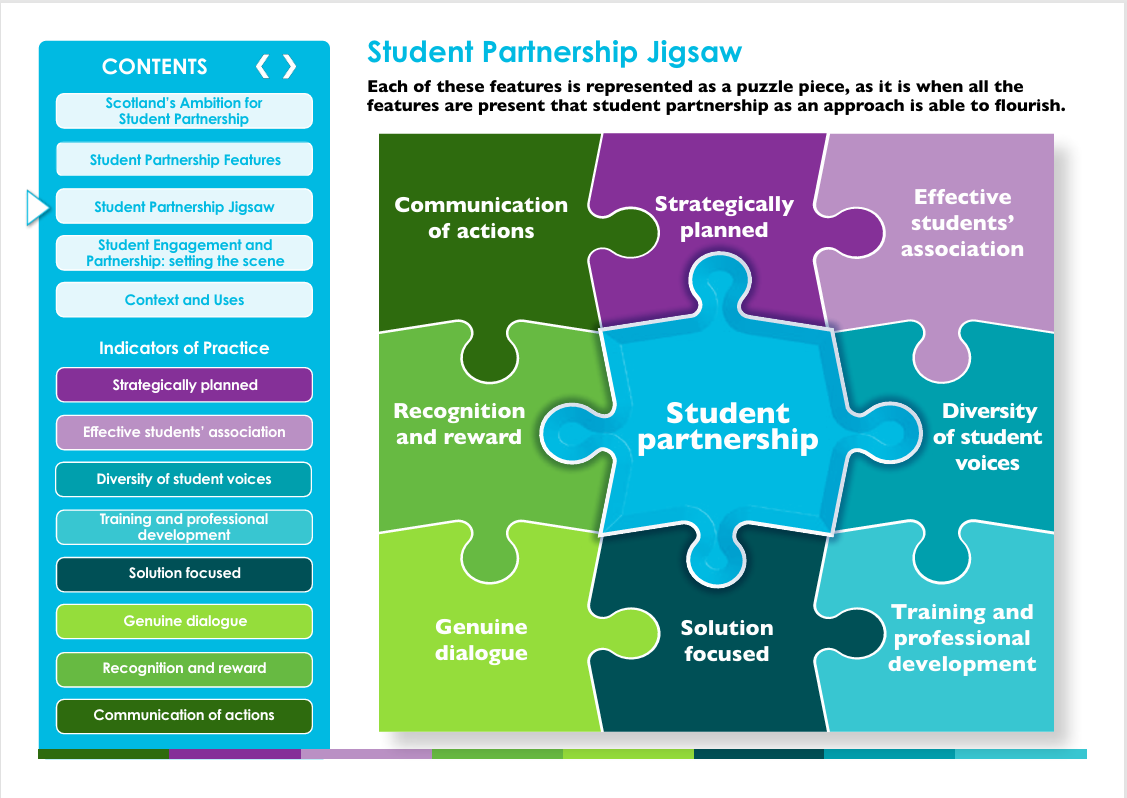 CONTENTS
Scotland’s Ambition for
Student Partnership
Student Partnership Features
Student Partnership Jigsaw
Student Engagement and
Partnership: setting the scene
Context and Uses
Indicators of Practice
Strategically planned
Effective students’ association
Diversity of student voices
Training and professional
development
Solution focused
Genuine dialogue
Recognition and reward
Communication of actions
Student Partnership Jigsaw
Each of these features is represented as a puzzle piece, as it is when all the
features are present that student partnership as an approach is able to flourish.
Communication
of actions
Strategically
planned
Effective
students’
association
Recognition
and reward
Student
partnership
Diversity
of student
voices
Genuine
dialogue
Solution
focused
Training and
professional
development